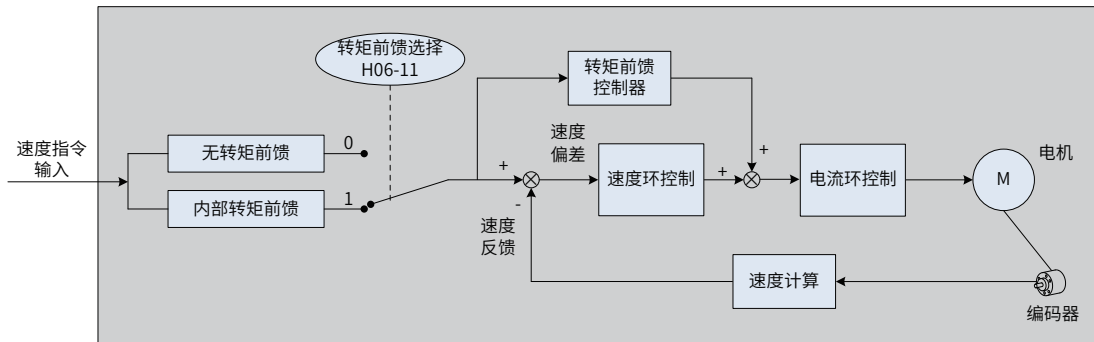 转矩前馈选择
H06-11
转矩前馈
控制器
速度指令
输入
无转矩前馈
0
内部转矩前馈
1
+
-
速度
偏差
速度环控制
+
+
电流环控制
电机
M
速度
反馈
速度计算
编码器